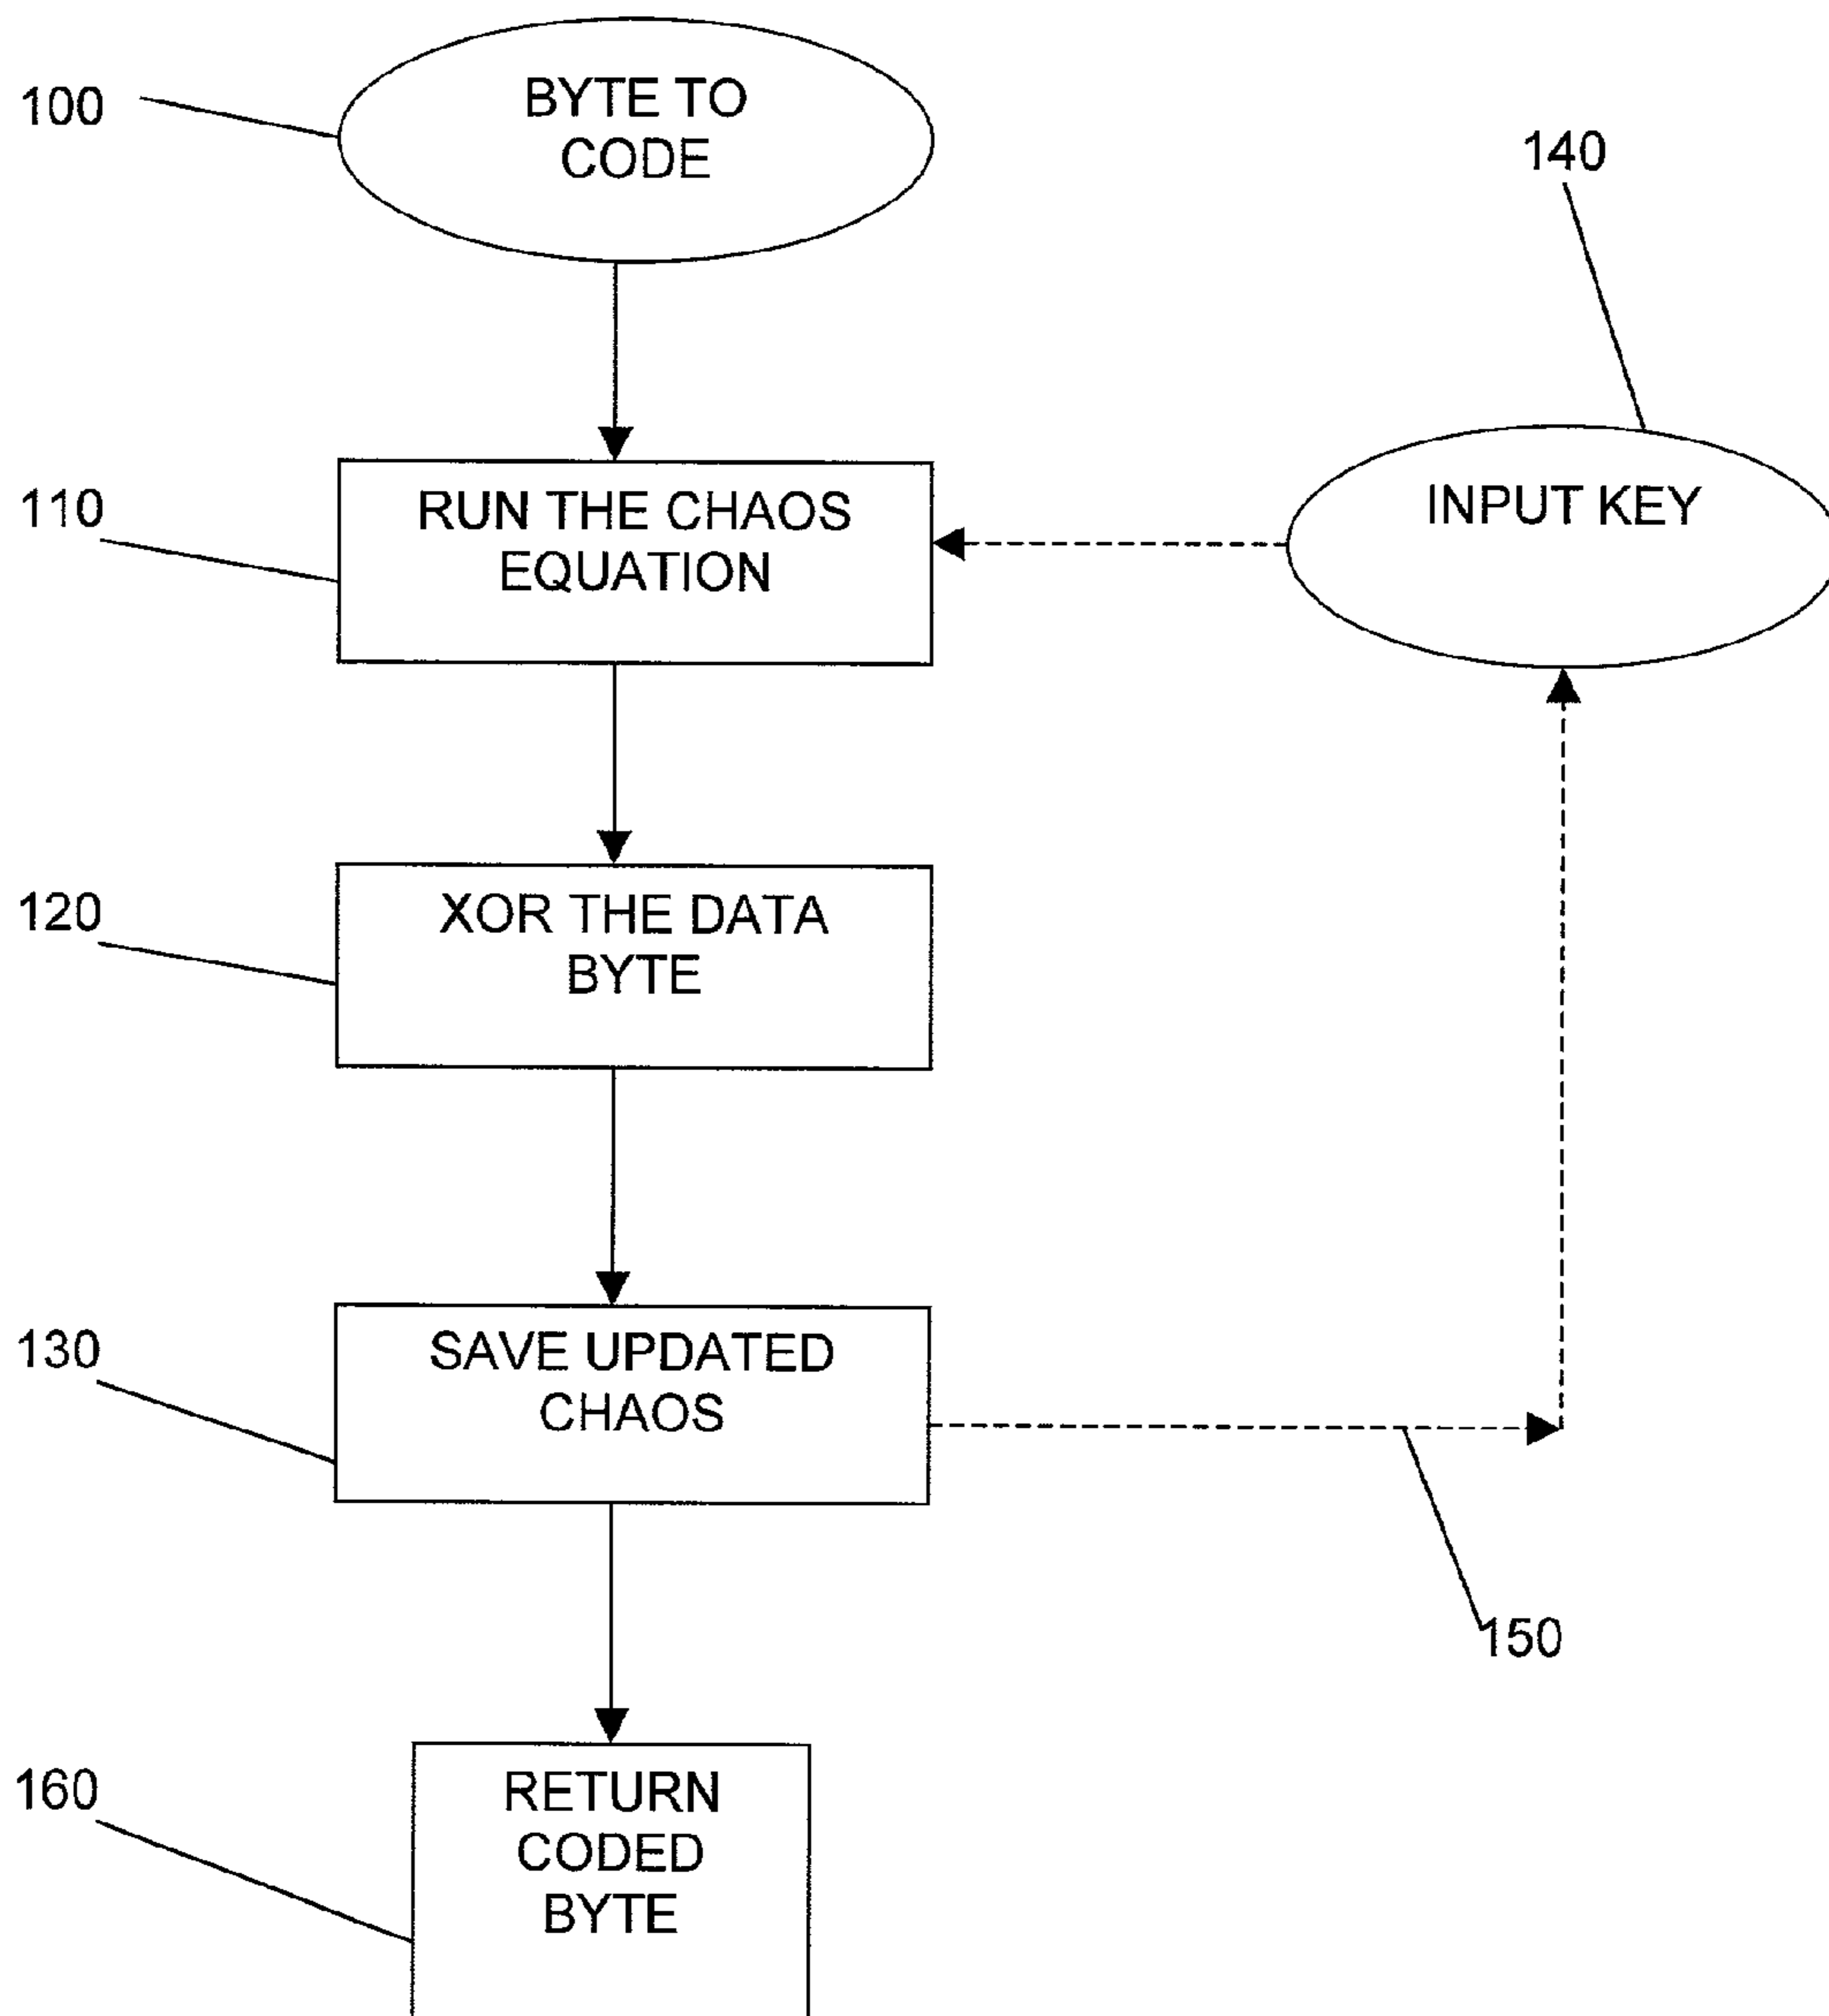 BYTE TO
CODE
100
140
RUN THE CHAOS
EQUATION
110
INPUT KEY
XOR THE DATA
BYTE
120
SAVE UPDATED
CHAOS
130
150
RETURN
CODED
BYTE
160